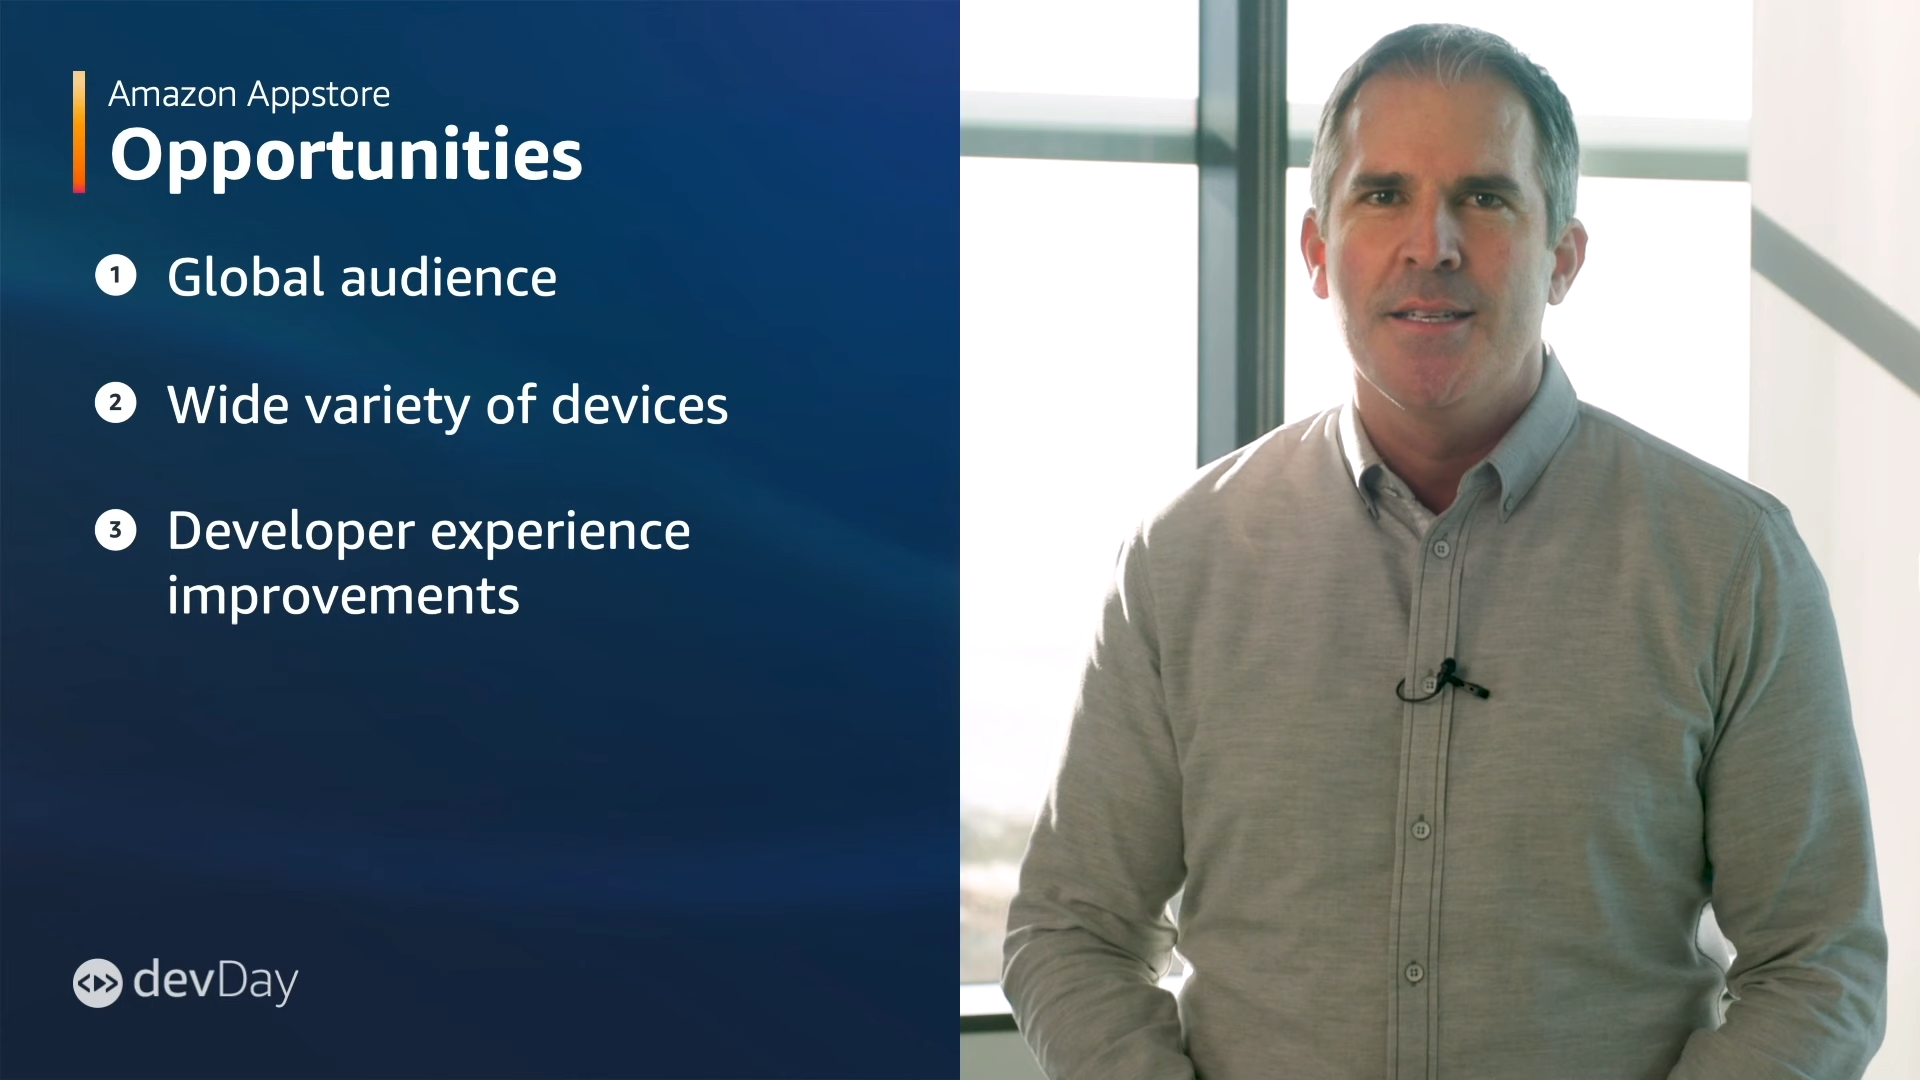 Amazon Appstore
Opportunities
1 Global audience
2 Wide variety of devices
3 Developer experience
improvements
devDay